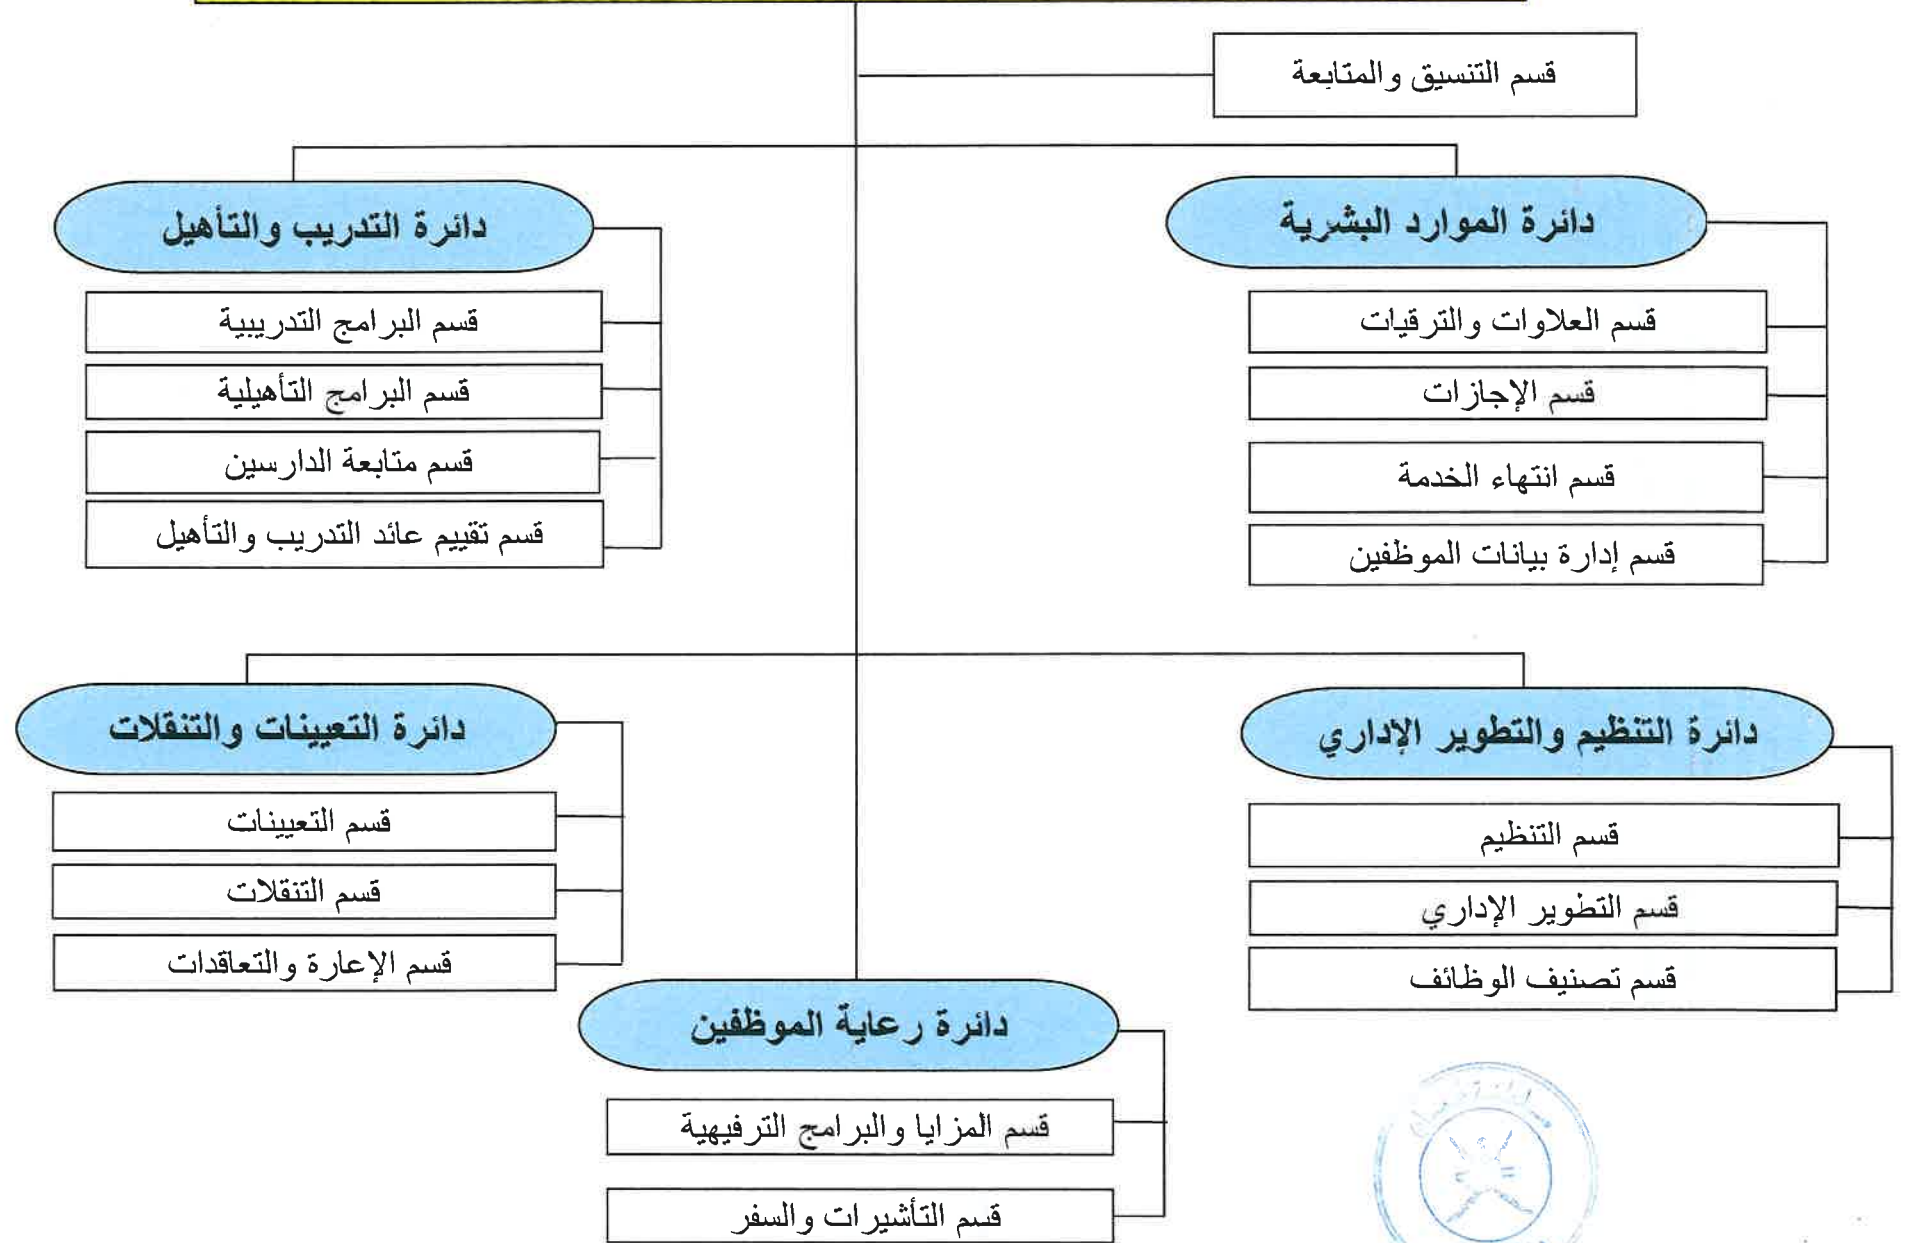 قسم التنسيق والمتابعة
دائرة الموارد البشرية
قسم العلاوات والترقيات
قسم الإجازات
قسم انتهاء الخدمة
قسم إدارة بيانات الموظفين
دائرة التدريب والتأهيل
قسم البرامج التدريبية
قسم البرامج التأهيلية
قسم متابعة الدارسين
قسم تقييم عائد التدريب والتأهيل
دائرة التنظيم والتطوير الإداري
قسم التنظيم
قسم التطوير الإداري
قسم تصنيف الوظائف
دائرة التعيينات والتنقلات
قسم التعيينات
قسم التنقلات
قسم الإعارة والتعاقدات
دائرة رعاية الموظفين
قسم المزايا والبرامج الترفيهية
قسم التأشيرات والسفر